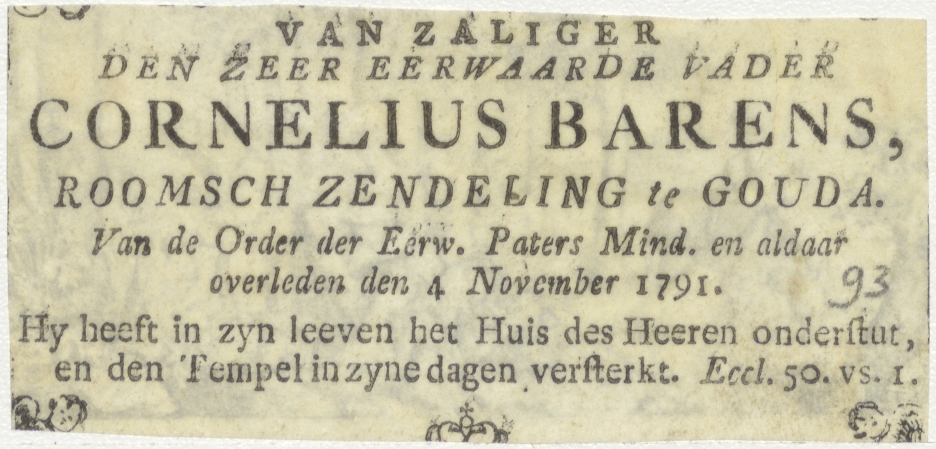 VAN ZALIGER
DEN ZEER EERWAARDE VADER
CORNELIUS BARENS,
ROOMSCH ZENDELING te GOUDA.
Van de Order der Eerw. Paters Mind. en aldaar
overleden den 4 November 1791.
93
Hy heeft in zyn leeven het Huis des Heeren onderſtut,
en den Tempel in zyne dagen verſterkt. Eccl. 50. vs. 1.